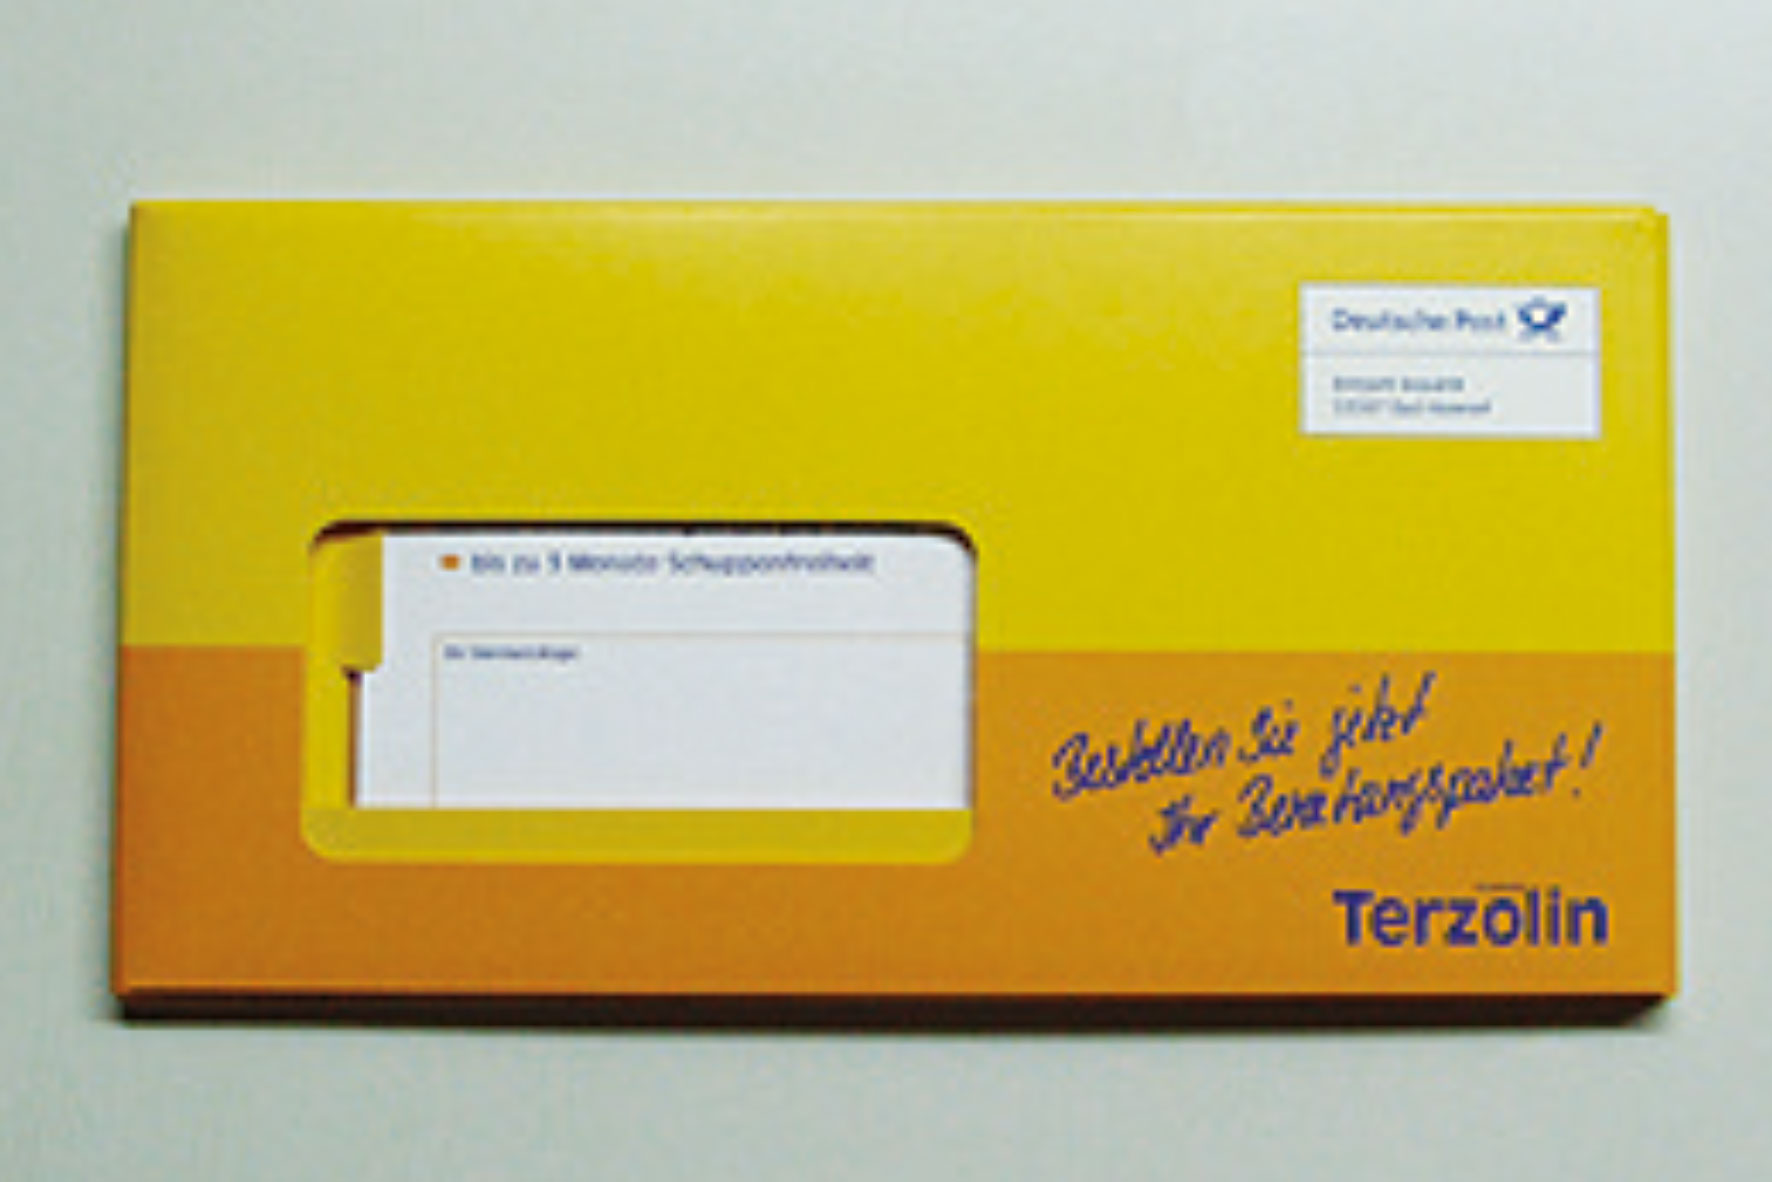 Deutsche Post
bis zu 3 Monate Schuppenfreiheit
Bestellen Sie jetzt
Ihr Beratungspaket!
Terzolin